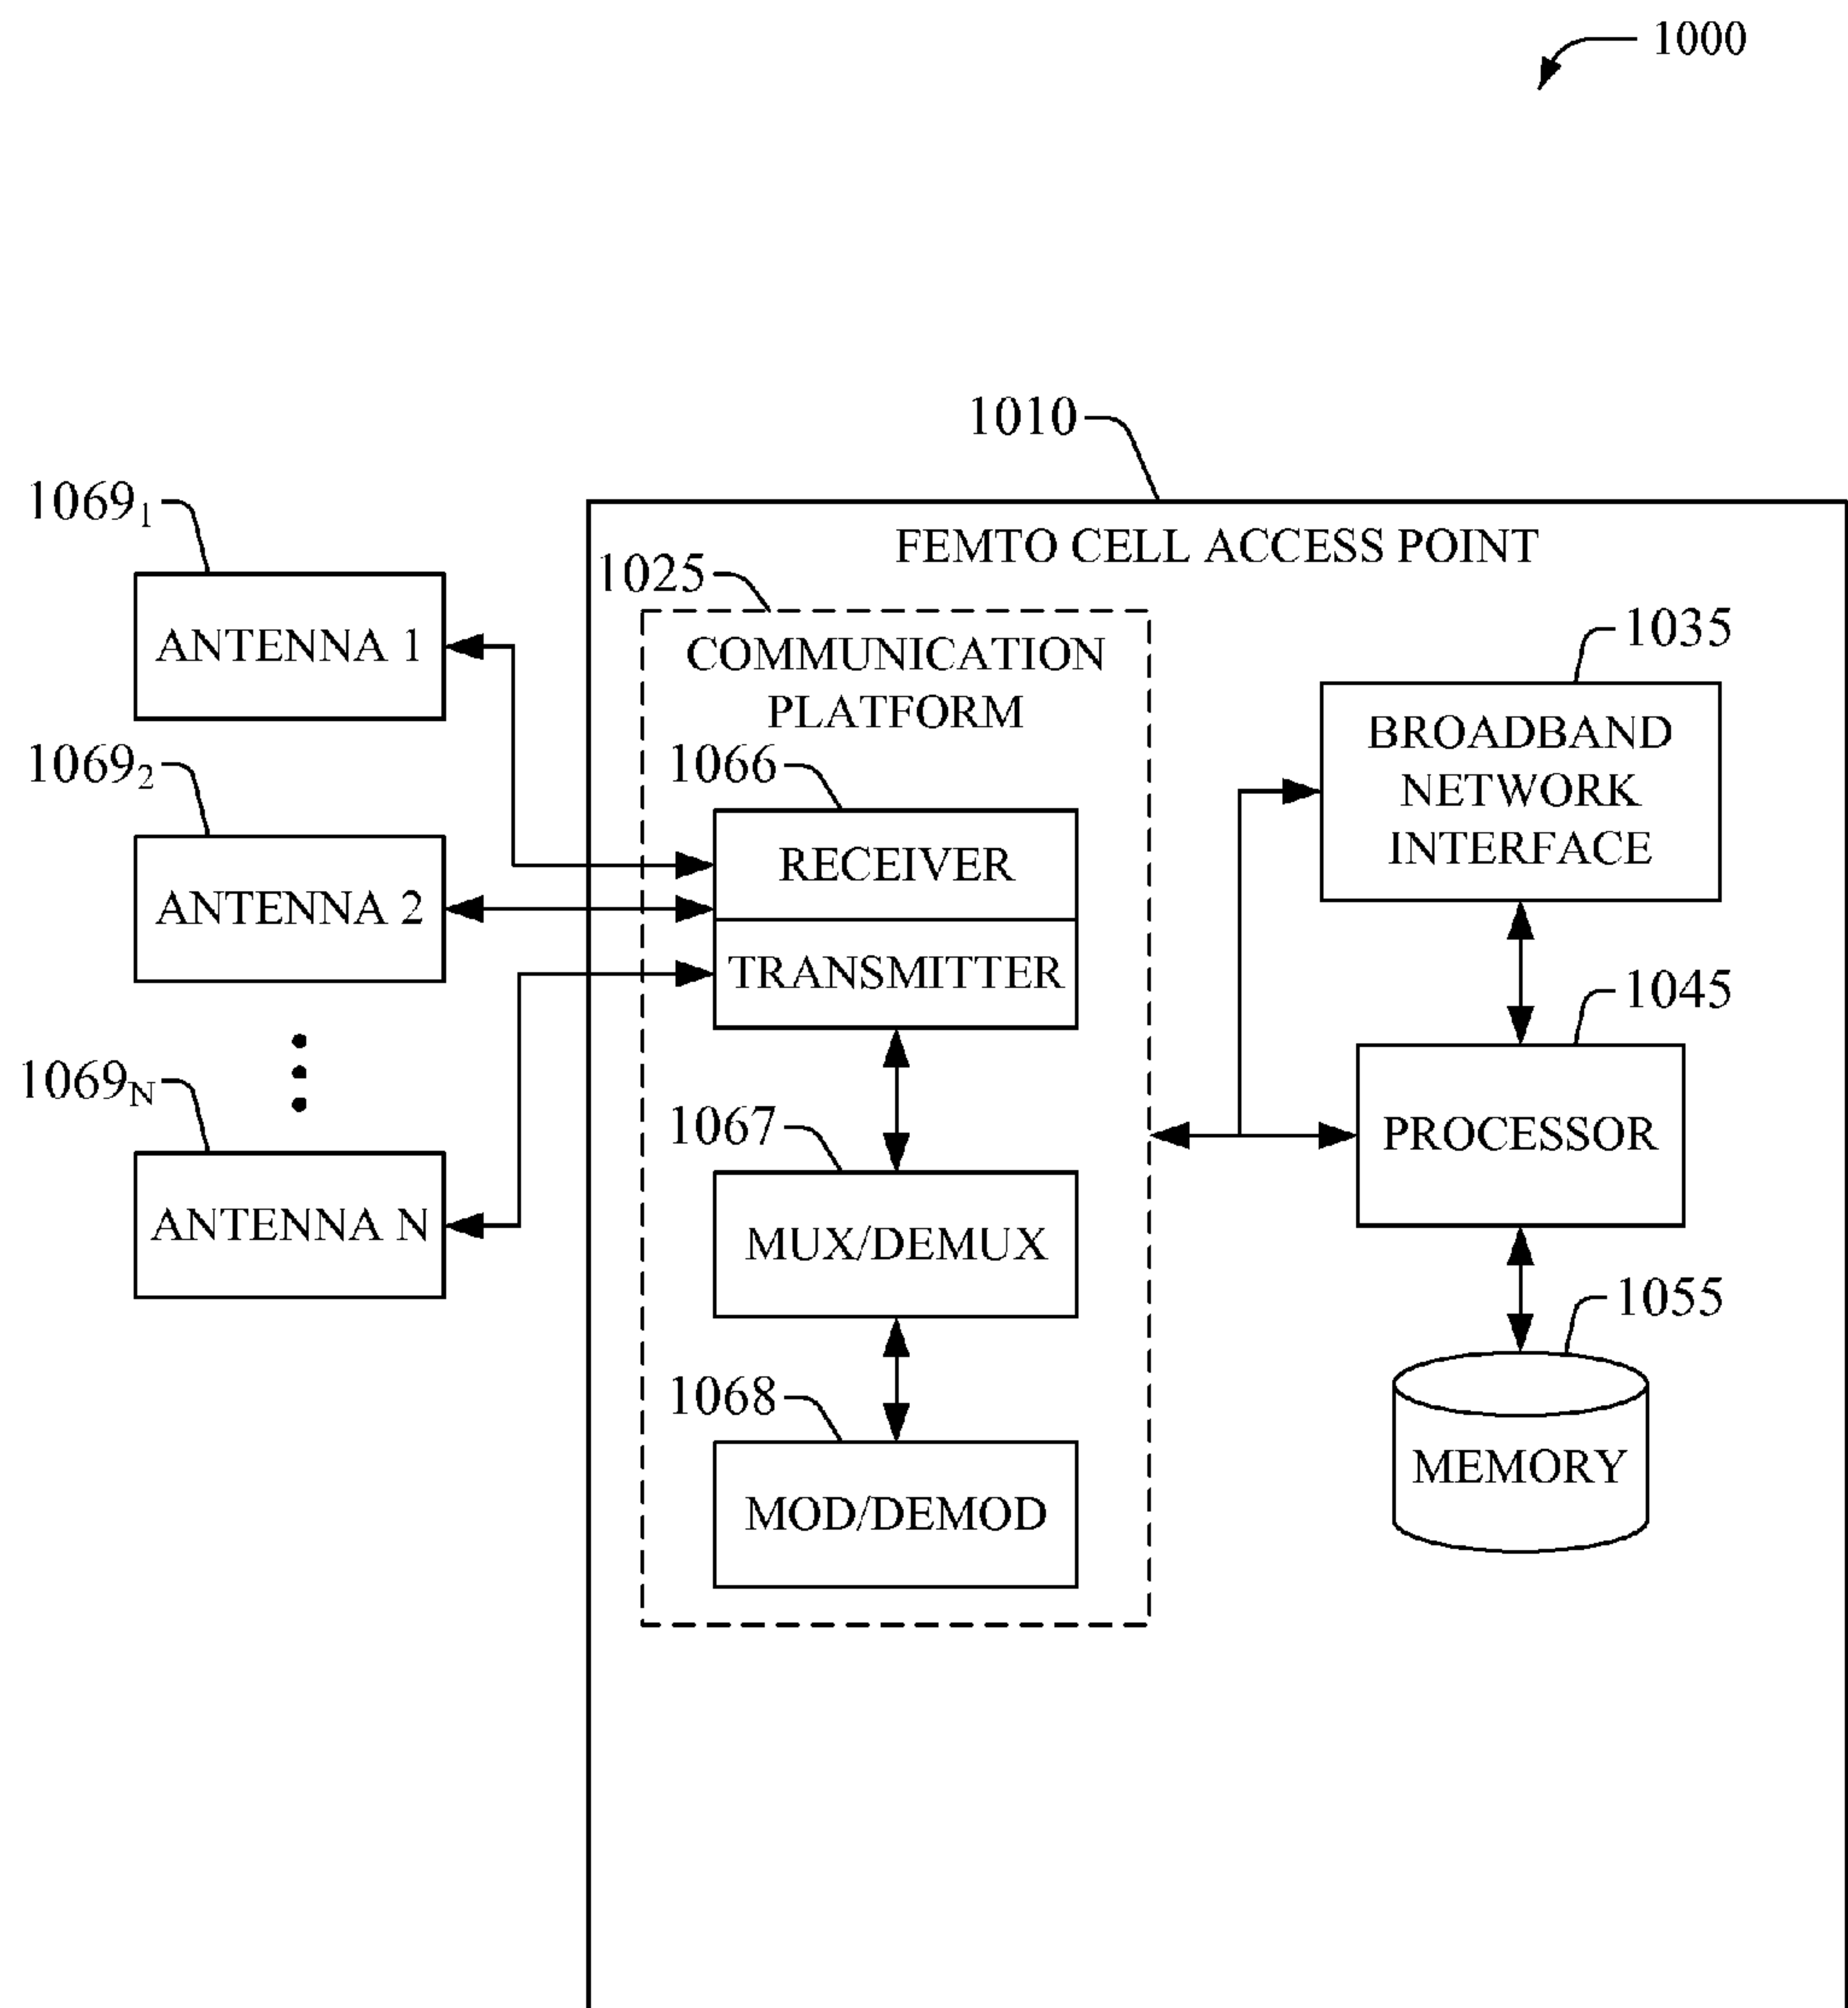 1000
1010
FEMTO CELL ACCESS POINT
1069₁
ANTENNA 1
1069₂
ANTENNA 2
1069N
ANTENNA N
1025
COMMUNICATION
PLATFORM
1066
RECEIVER
TRANSMITTER
1067
MUX/DEMUX
1068
MOD/DEMOD
1035
BROADBAND
NETWORK
INTERFACE
1045
PROCESSOR
1055
MEMORY